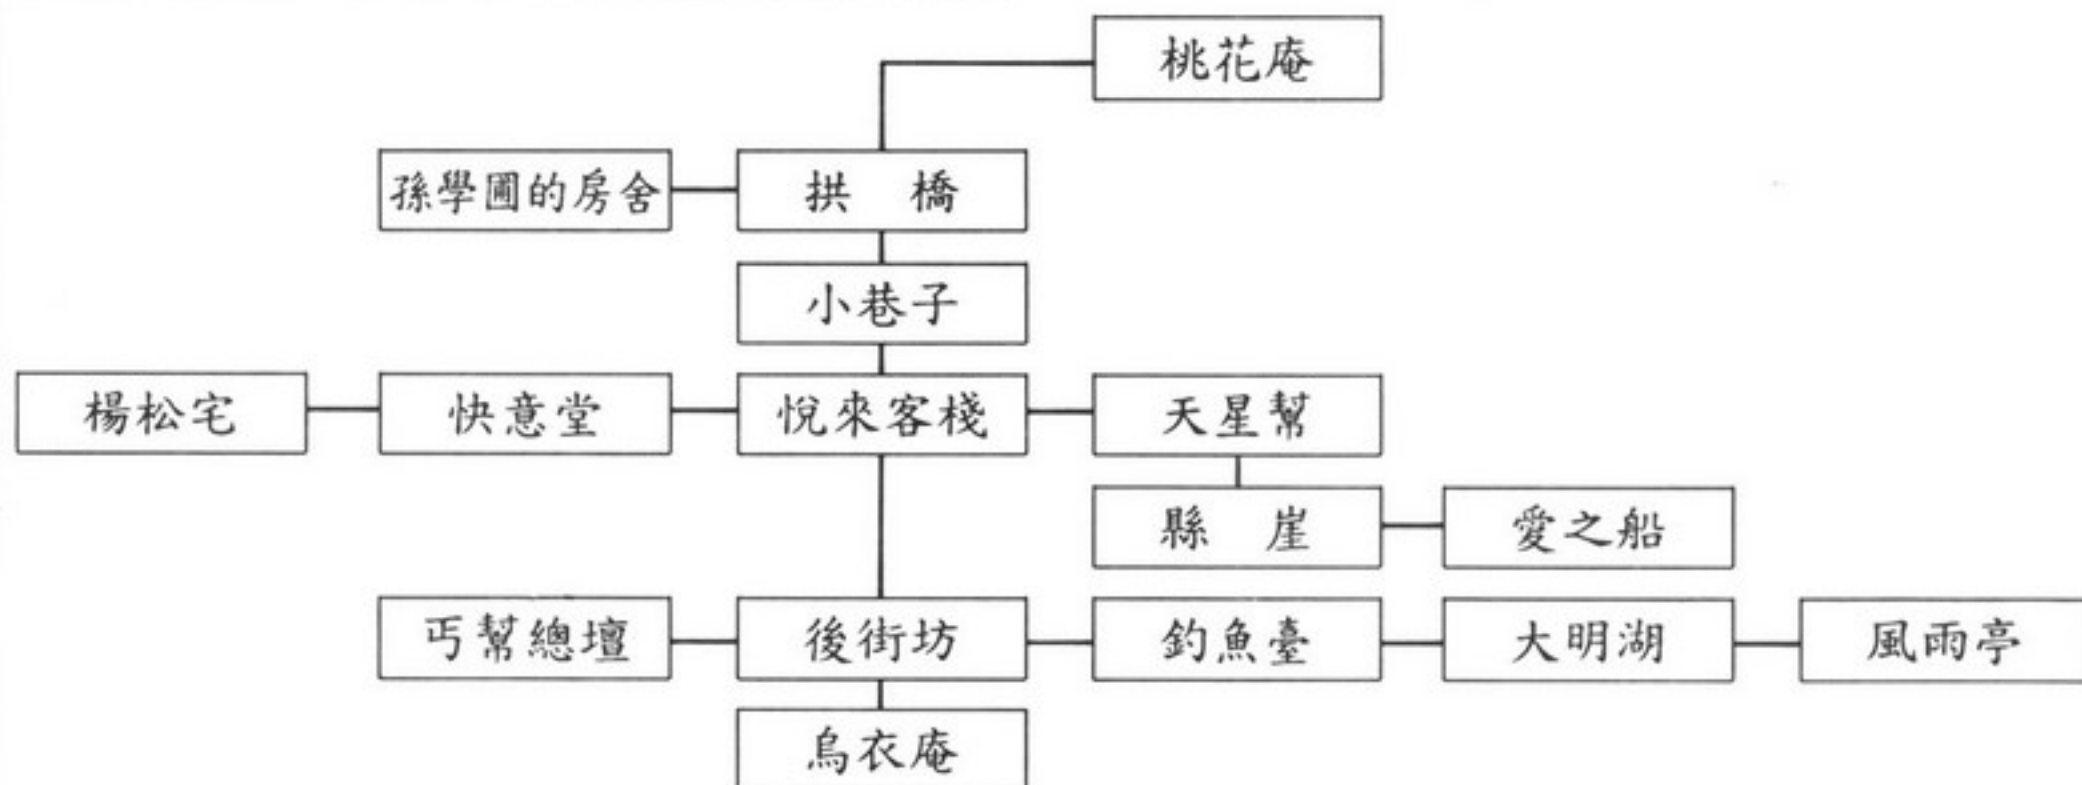 桃花庵
孫學圃的房舍 拱橋
小巷子
楊松宅 快意堂 悅來客棧 天星幫
縣崖 愛之船
丐幫總壇 後街坊 釣魚臺 大明湖 風雨亭
烏衣庵